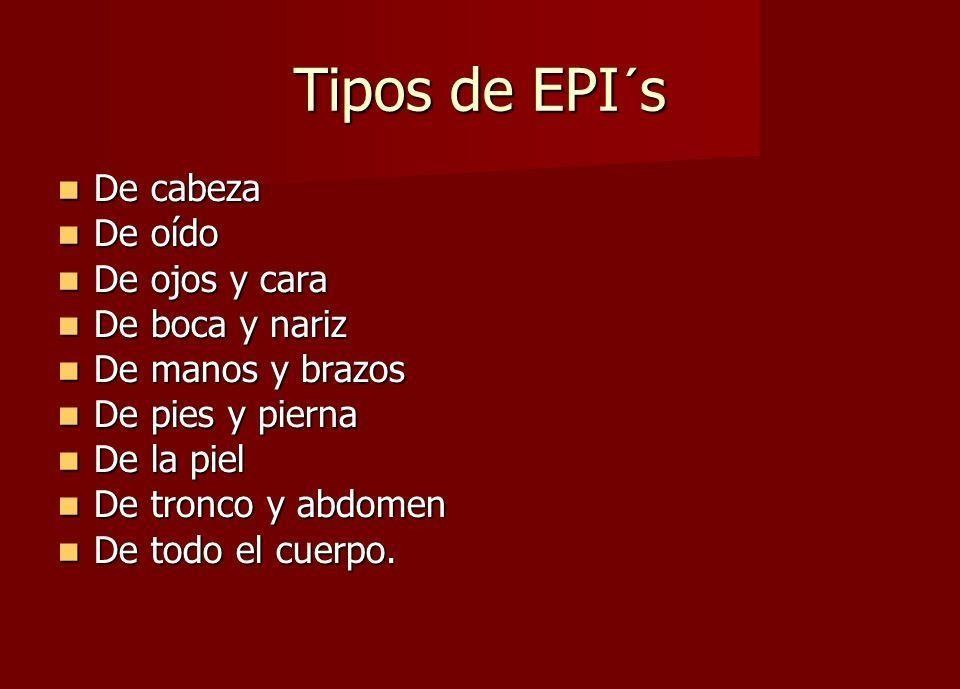 Tipos de EPI´s
De cabeza
De oído
De ojos y cara
De boca y nariz
De manos y brazos
De pies y pierna
De la piel
De tronco y abdomen
De todo el cuerpo.